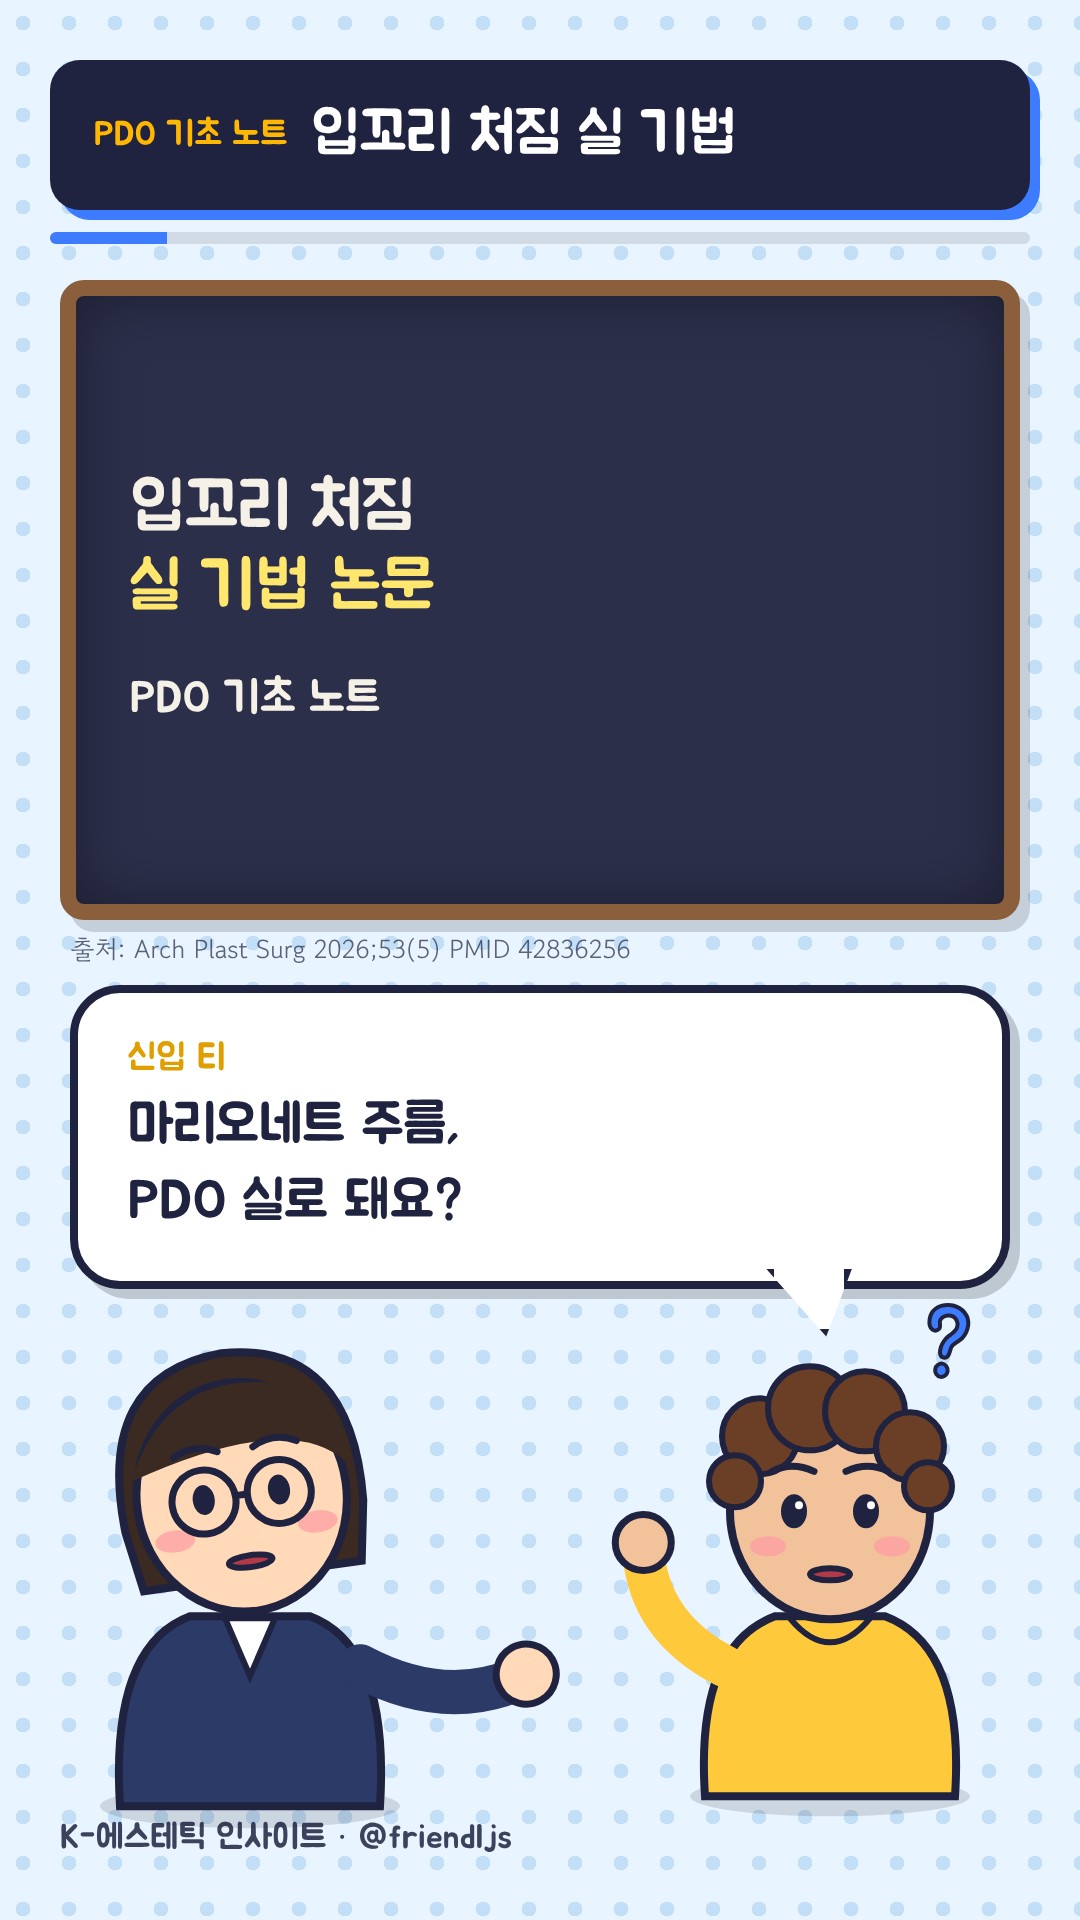 PDO 기초 노트 입꼬리 처짐 실 기법
입꼬리 처짐
실 기법 논문
PDO 기초 노트
출처: Arch Plast Surg 2026;53(5) PMID 42836256
신입 티
마리오네트 주름,
PDO 실로 돼요?
?
K-에스테틱 인사이트 · @friendljs